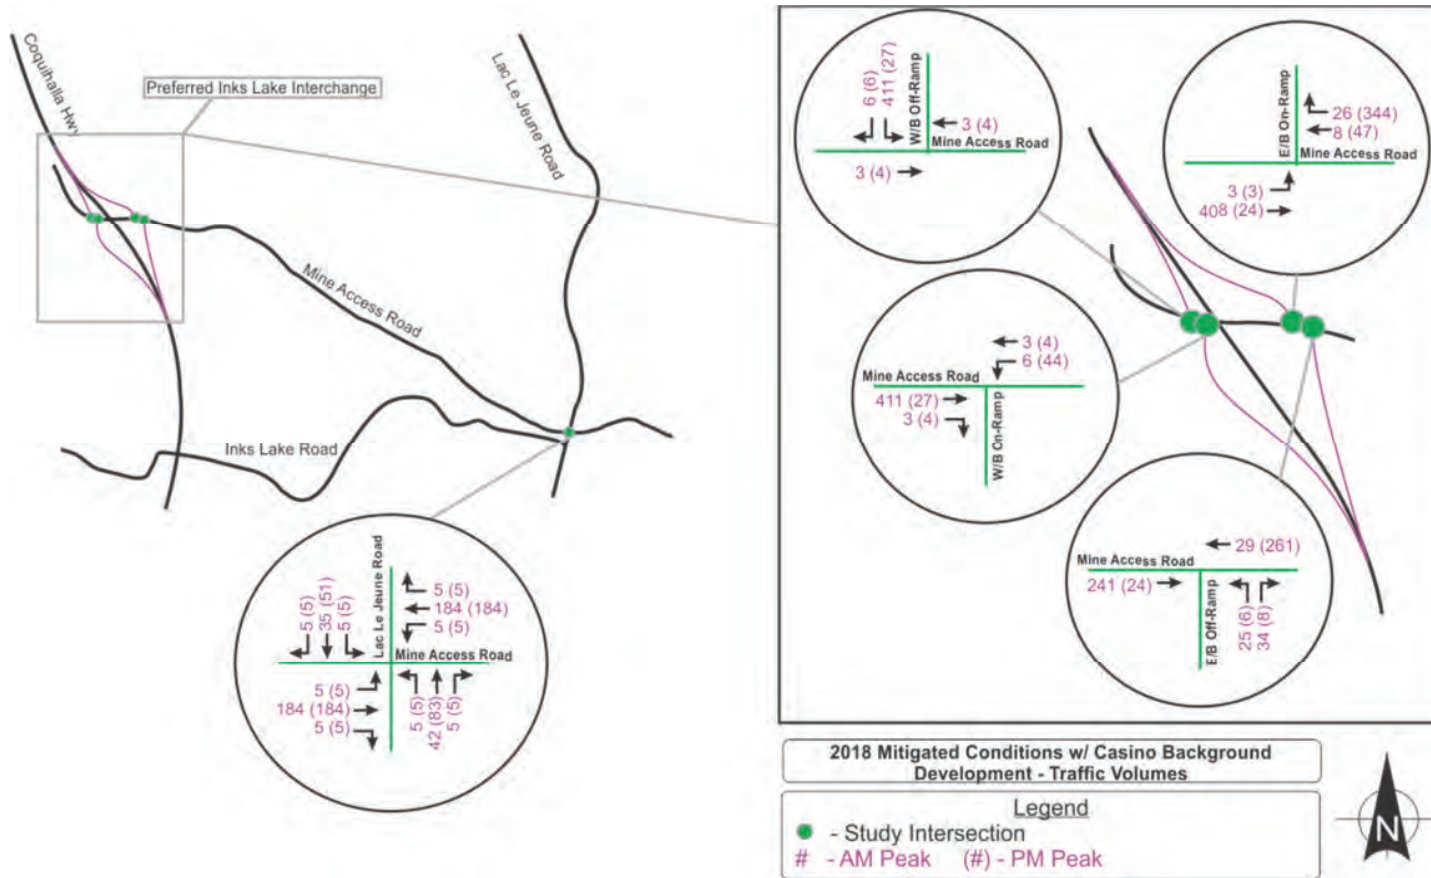 Coquihalla Hwy
Preferred Inks Lake Interchange
Lac Le Jeune Road
Mine Access Road
Inks Lake Road
Lac Le Jeune Road
5 (5)
35 (51)
5 (5)
5 (5)
184 (184)
5 (5)
Mine Access Road
5 (5)
184 (184)
5 (5)
5 (5)
42 (83)
5 (5)
6 (6)
411 (27)
W/B Off-Ramp
3 (4)
Mine Access Road
3 (4)
E/B On-Ramp
26 (344)
8 (47)
Mine Access Road
3 (3)
408 (24)
3 (4)
6 (44)
Mine Access Road
411 (27)
3 (4)
W/B On-Ramp
29 (261)
Mine Access Road
241 (24)
E/B Off-Ramp
25 (6)
34 (8)
2018 Mitigated Conditions w/ Casino Background
Development - Traffic Volumes
Legend
- Study Intersection
# - AM Peak (#) - PM Peak
N